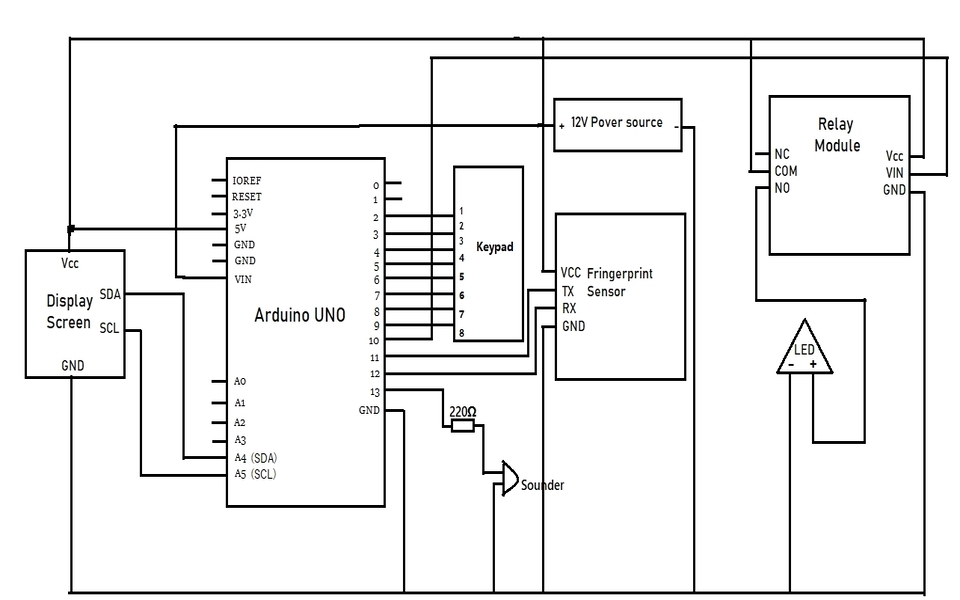 12V Pover source
+
-
Relay
Module
NC
COM
NO
Vcc
VIN
GND
IOREF
RESET
3-3V
5V
GND
GND
VIN
Arduino UNO
A0
A1
A2
A3
A4 (SDA)
A5 (SCL)
0
1
2
3
4
5
6
7
8
9
10
11
12
13
GND
1
2
3
4
5
6
7
8
Keypad
VCC
TX
RX
GND
Fringerprint
Sensor
Vcc
Display
Screen
SDA
SCL
GND
LED
- +
220Ω
Sounder